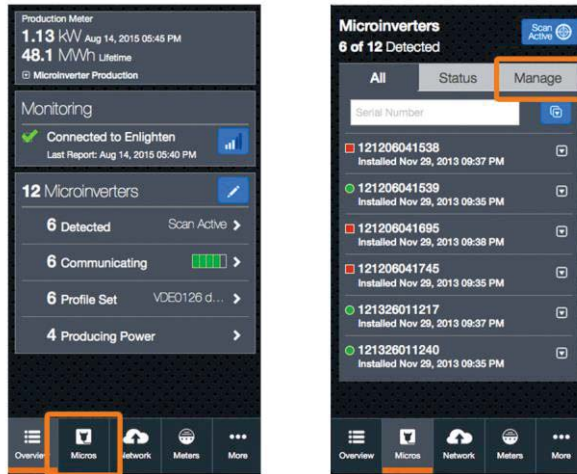 Production Meter
1.13 kW Aug 14, 2015 05:45 PM
48.1 MWh Lifetime
Microinverter Production
Monitoring
Connected to Enlighten
Last Report: Aug 14, 2015 05:40 PM
12 Microinverters
6 Detected Scan Active
6 Communicating
6 Profile Set VDE0126 d...
4 Producing Power
Overview Micros Network Meters More
Microinverters
6 of 12 Detected
Scan
Active
All Status Manage
Serial Number
121206041538
Installed Nov 29, 2013 09:37 PM
121206041539
Installed Nov 29, 2013 09:35 PM
121206041695
Installed Nov 29, 2013 09:38 PM
121206041745
Installed Nov 29, 2013 09:35 PM
121326011217
Installed Nov 29, 2013 09:37 PM
121326011240
Installed Nov 29, 2013 09:35 PM
Overview Micros Network Meters More